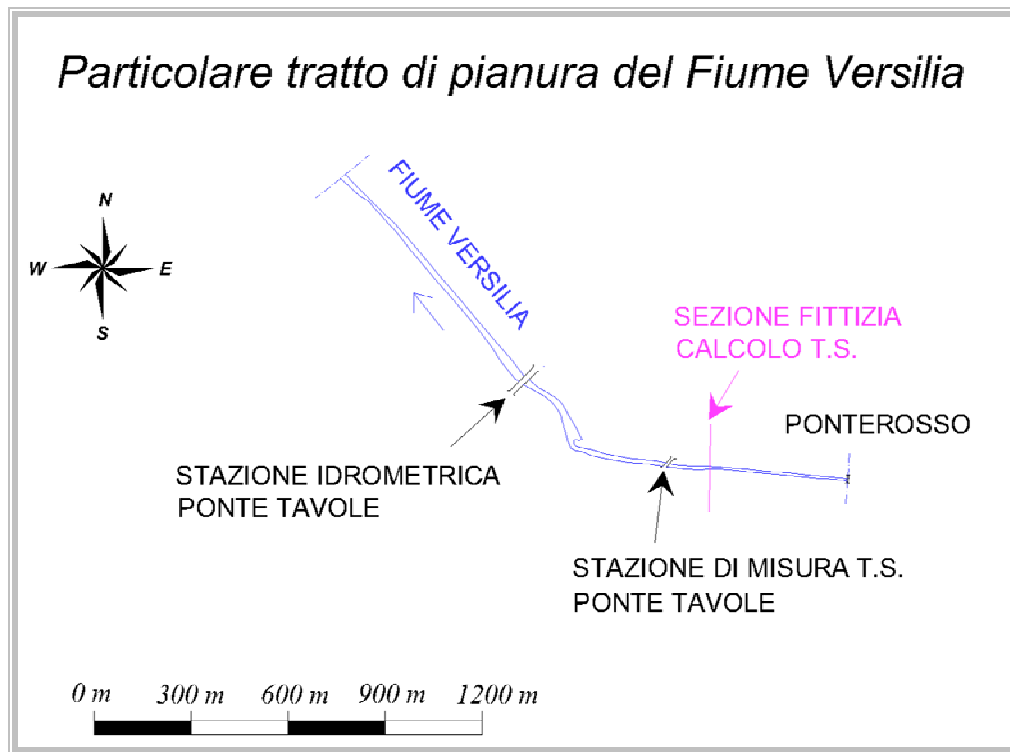 Particolare tratto di pianura del Fiume Versilia
FIUME VERSILIA
N
W
E
S
SEZIONE FITTIZIA
CALCOLO T.S.
PONTEROSSO
STAZIONE IDROMETRICA
PONTE TAVOLE
STAZIONE DI MISURA T.S.
PONTE TAVOLE
0 m 300 m 600 m 900 m 1200 m